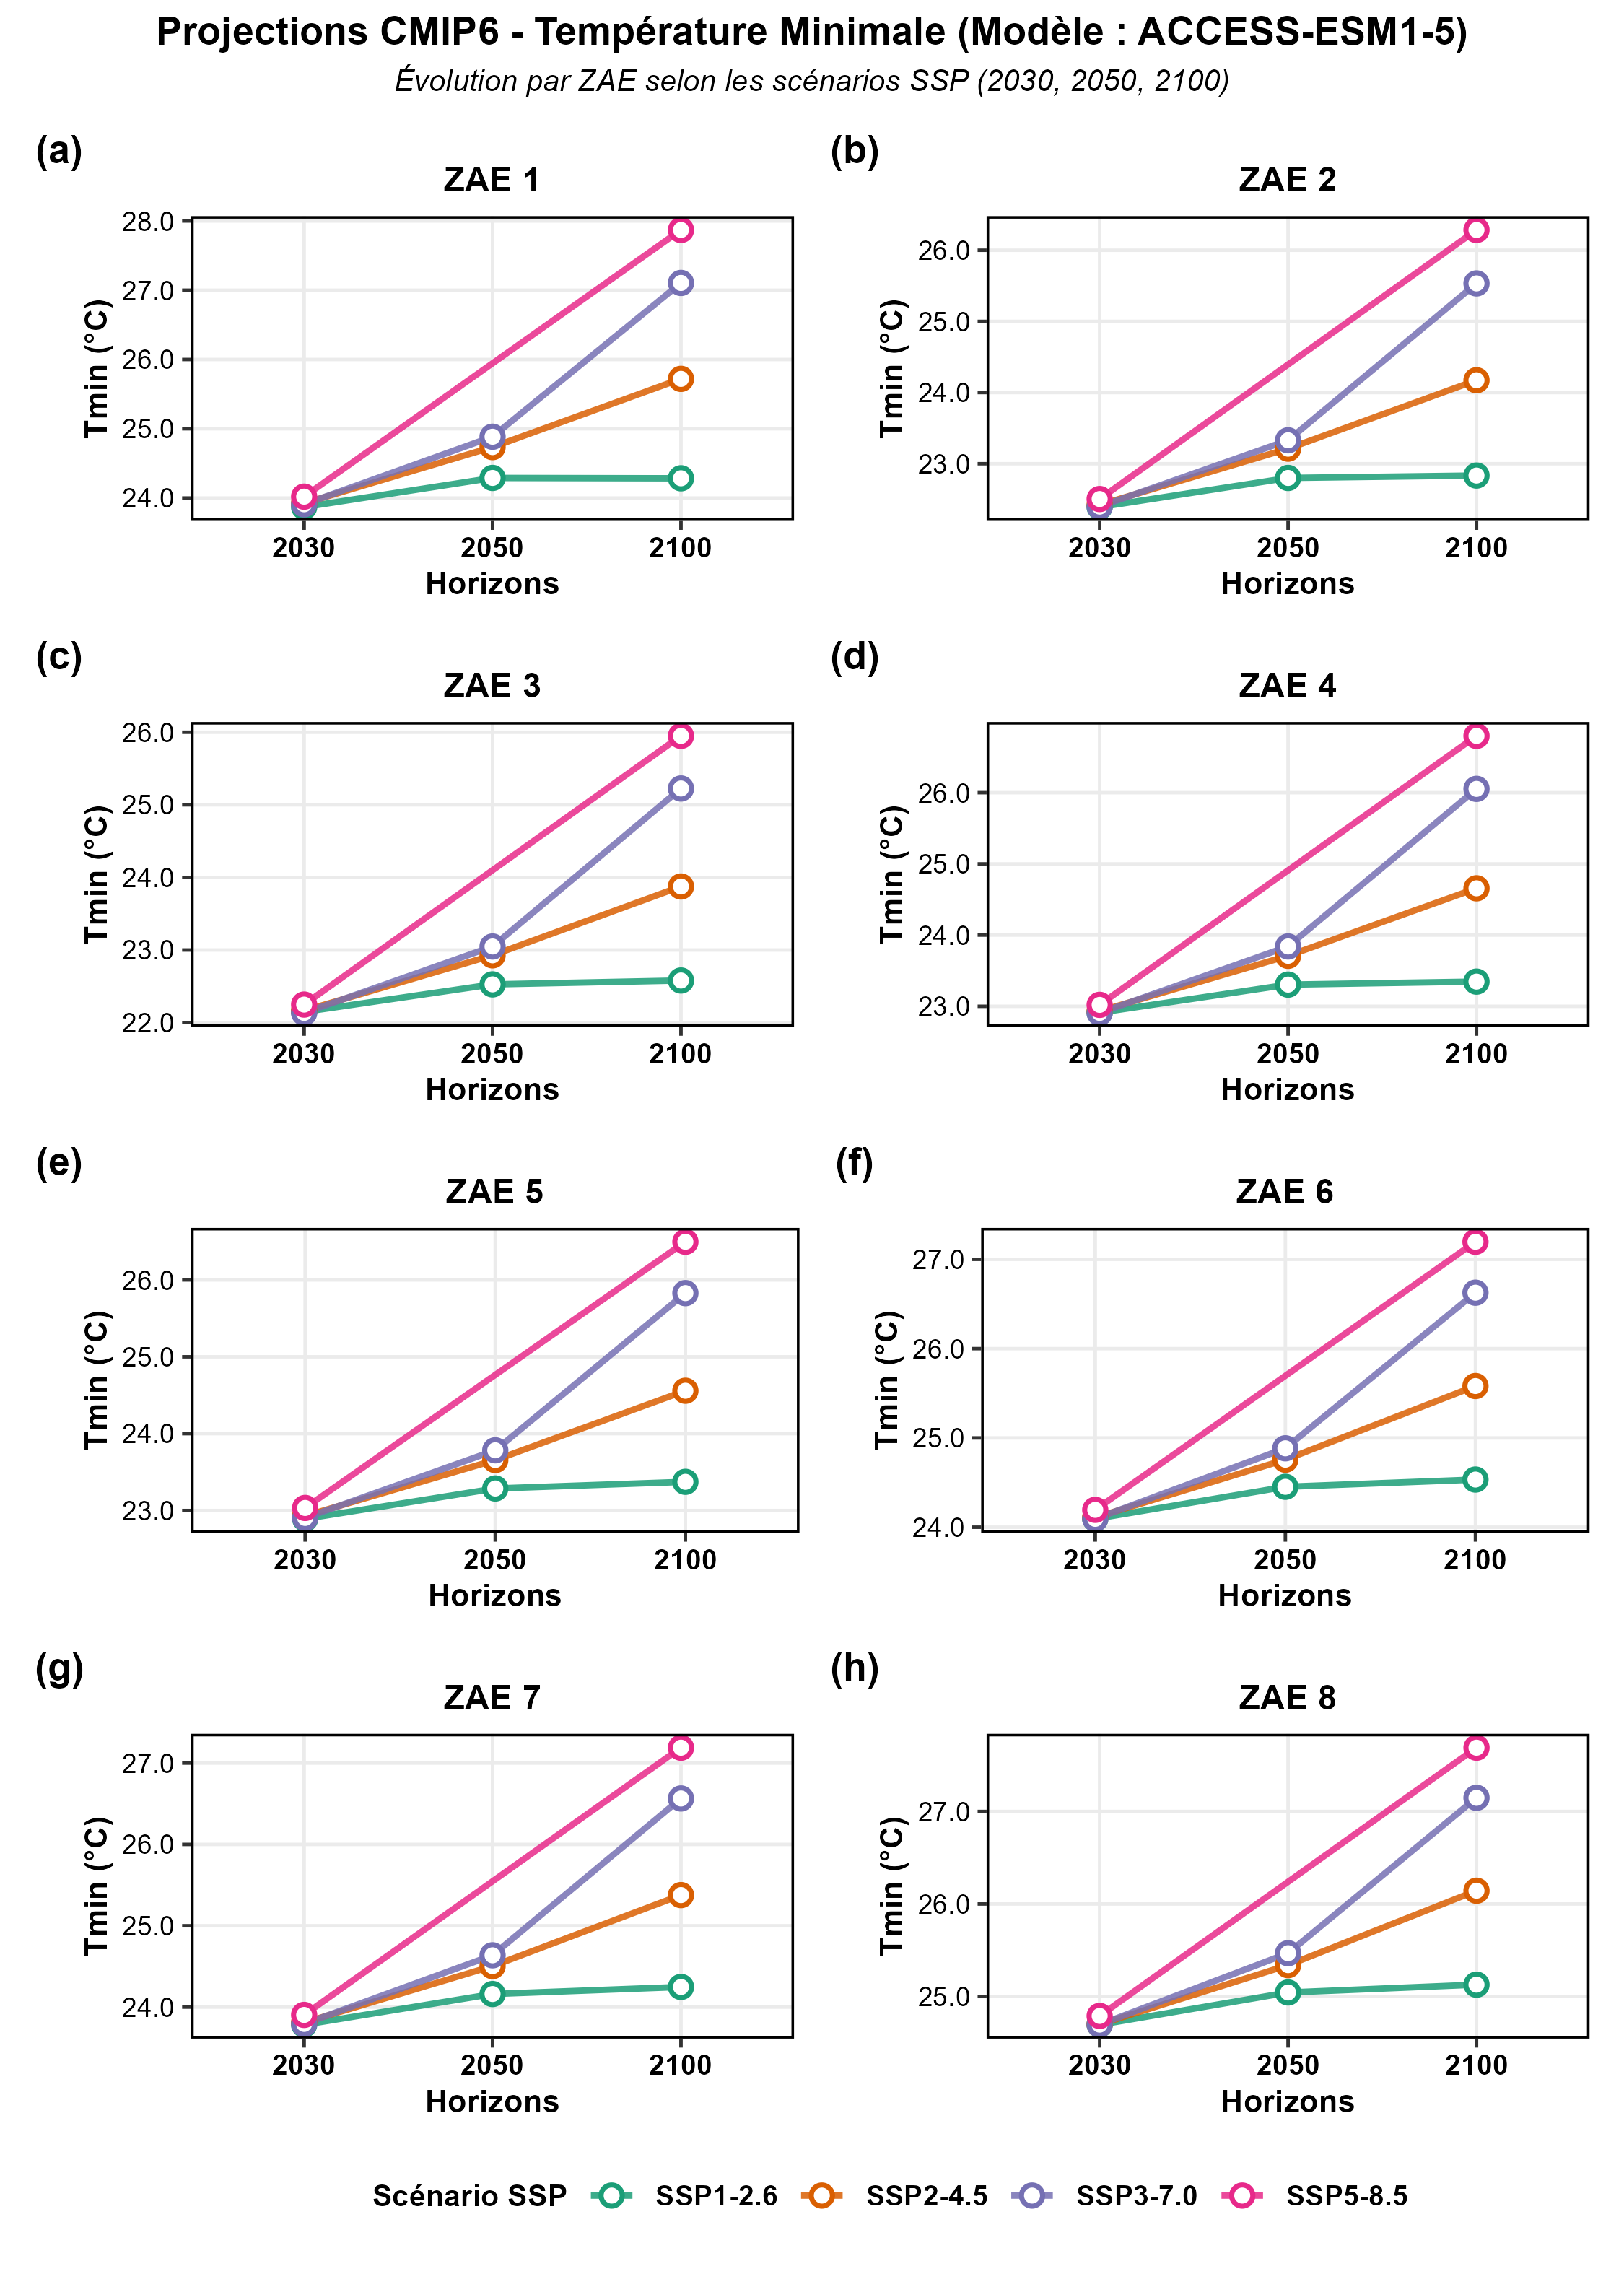 Projections CMIP6 - Température Minimale (Modèle : ACCESS-ESM1-5)
Évolution par ZAE selon les scénarios SSP (2030, 2050, 2100)
(a)
ZAE 1
Tmin (°C)
28.0
27.0
26.0
25.0
24.0
2030 2050 2100
Horizons
(b)
ZAE 2
Tmin (°C)
26.0
25.0
24.0
23.0
2030 2050 2100
Horizons
(c)
ZAE 3
Tmin (°C)
26.0
25.0
24.0
23.0
22.0
2030 2050 2100
Horizons
(d)
ZAE 4
Tmin (°C)
26.0
25.0
24.0
23.0
2030 2050 2100
Horizons
(e)
ZAE 5
Tmin (°C)
26.0
25.0
24.0
23.0
2030 2050 2100
Horizons
(f)
ZAE 6
Tmin (°C)
27.0
26.0
25.0
24.0
2030 2050 2100
Horizons
(g)
ZAE 7
Tmin (°C)
27.0
26.0
25.0
24.0
2030 2050 2100
Horizons
(h)
ZAE 8
Tmin (°C)
27.0
26.0
25.0
2030 2050 2100
Horizons
Scénario SSP SSP1-2.6 SSP2-4.5 SSP3-7.0 SSP5-8.5